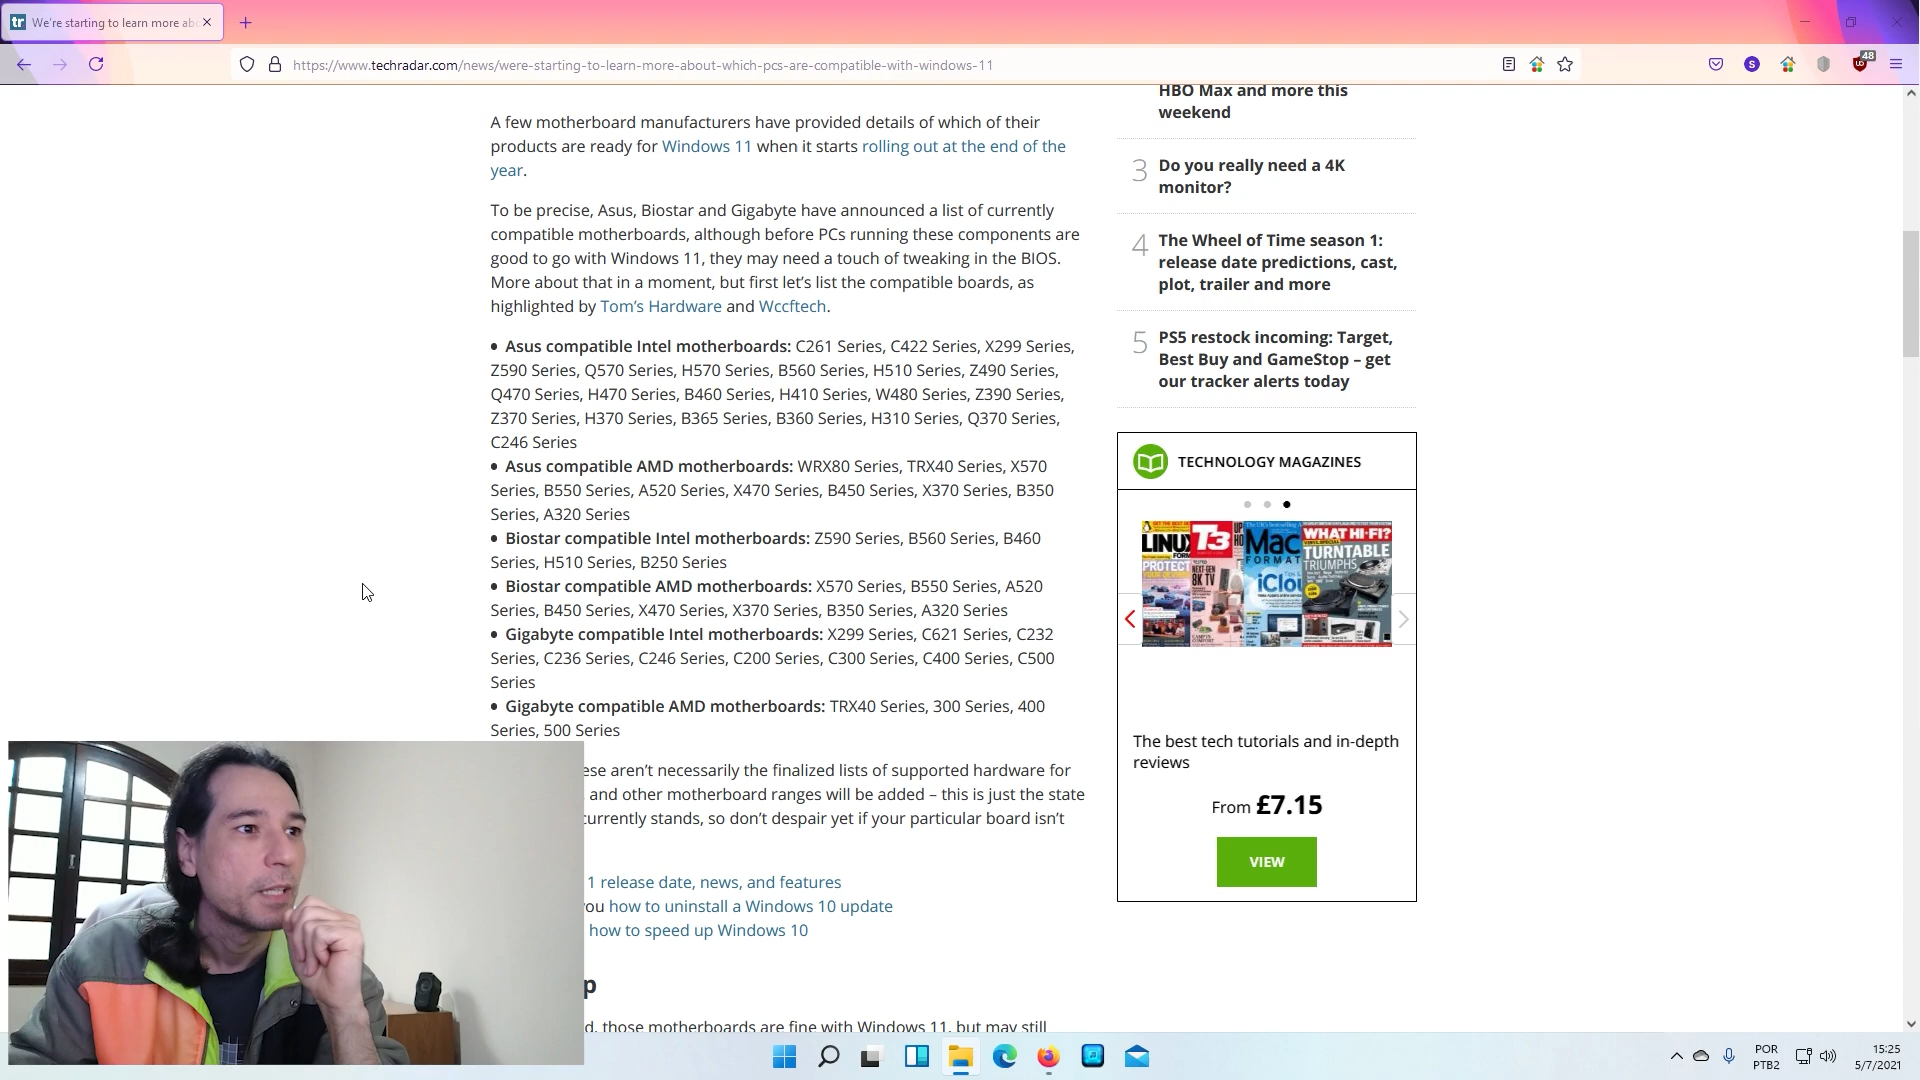 We're starting to learn more abo
https://www.techradar.com/news/were-starting-to-learn-more-about-which-pcs-are-compatible-with-windows-11
S
48
A few motherboard manufacturers have provided details of which of their
products are ready for Windows 11 when it starts rolling out at the end of the
year.
To be precise, Asus, Biostar and Gigabyte have announced a list of currently
compatible motherboards, although before PCs running these components are
good to go with Windows 11, they may need a touch of tweaking in the BIOS.
More about that in a moment, but first let's list the compatible boards, as
highlighted by Tom's Hardware and Wccftech.
• Asus compatible Intel motherboards: C261 Series, C422 Series, X299 Series,
Z590 Series, Q570 Series, H570 Series, B560 Series, H510 Series, Z490 Series,
Q470 Series, H470 Series, B460 Series, H410 Series, W480 Series, Z390 Series,
Z370 Series, H370 Series, B365 Series, B360 Series, H310 Series, Q370 Series,
C246 Series
• Asus compatible AMD motherboards: WRX80 Series, TRX40 Series, X570
Series, B550 Series, A520 Series, X470 Series, B450 Series, X370 Series, B350
Series, A320 Series
• Biostar compatible Intel motherboards: Z590 Series, B560 Series, B460
Series, H510 Series, B250 Series
• Biostar compatible AMD motherboards: X570 Series, B550 Series, A520
Series, B450 Series, X470 Series, X370 Series, B350 Series, A320 Series
• Gigabyte compatible Intel motherboards: X299 Series, C621 Series, C232
Series, C236 Series, C246 Series, C200 Series, C300 Series, C400 Series, C500
Series
• Gigabyte compatible AMD motherboards: TRX40 Series, 300 Series, 400
Series, 500 Series
ese aren't necessarily the finalized lists of supported hardware for
and other motherboard ranges will be added – this is just the state
currently stands, so don't despair yet if your particular board isn't
1 release date, news, and features
you how to uninstall a Windows 10 update
how to speed up Windows 10
p
d, those motherboards are fine with Windows 11, but may still
HBO Max and more this
weekend
3 Do you really need a 4K
monitor?
4 The Wheel of Time season 1:
release date predictions, cast,
plot, trailer and more
5 PS5 restock incoming: Target,
Best Buy and GameStop – get
our tracker alerts today
TECHNOLOGY MAGAZINES
LINUX
FORM
PROTECT
T3
NEXT-GEN
8K TV
Mac
FORMAT
iClou
WHAT HI-FI?
TURNTABLE
TRIUMPHS
The best tech tutorials and in-depth
reviews
From £7.15
VIEW
POR
PTB2
15:25
5/7/2021